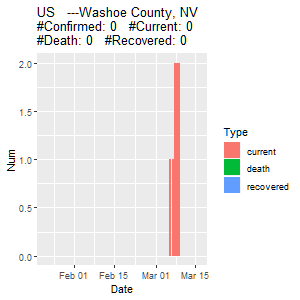 US   ---Washoe County, NV
#Confirmed: 0   #Current: 0
#Death: 0   #Recovered: 0
2.0
1.5
1.0
0.5
0.0
Num
Feb 01
Feb 15
Mar 01
Mar 15
Date
Type
current
death
recovered